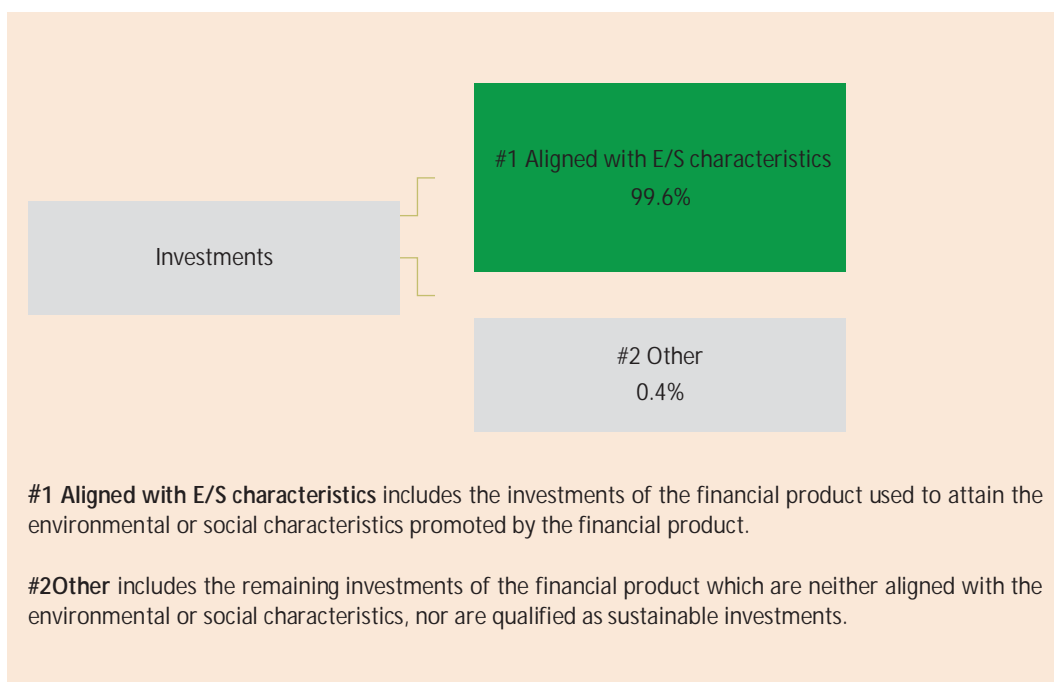 #1 Aligned with E/S characteristics
99.6%
Investments
#2 Other
0.4%
#1 Aligned with E/S characteristics includes the investments of the financial product used to attain the
environmental or social characteristics promoted by the financial product.
#2Other includes the remaining investments of the financial product which are neither aligned with the
environmental or social characteristics, nor are qualified as sustainable investments.